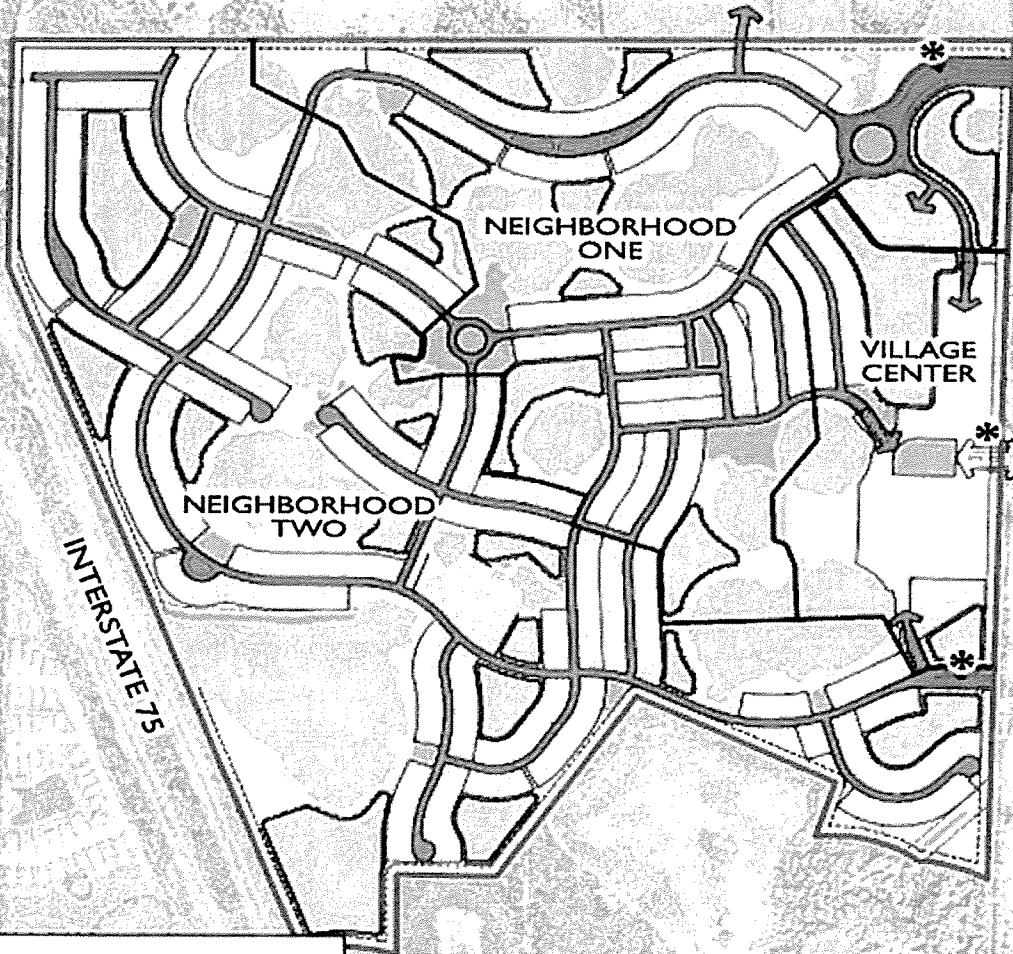 NEIGHBORHOOD
ONE
VILLAGE
CENTER
NEIGHBORHOOD
TWO
INTERSTATE 75